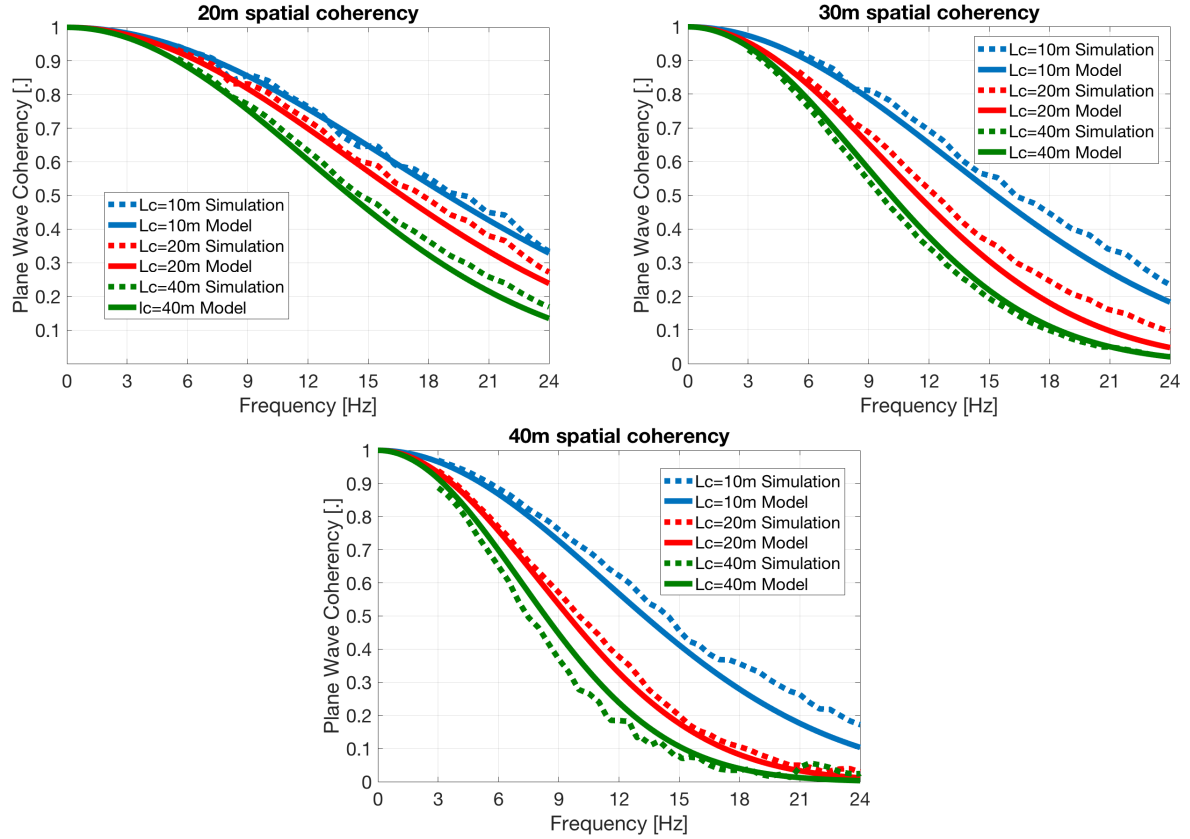 20m spatial coherency
1
0.9
0.8
0.7
0.6
0.5
0.4
0.3
0.2
0.1
Plane Wave Coherency [.]
Lc=10m Simulation
Lc=10m Model
Lc=20m Simulation
Lc=20m Model
Lc=40m Simulation
lc=40m Model
0 3 6 9 12 15 18 21 24
Frequency [Hz]
30m spatial coherency
1
0.9
0.8
0.7
0.6
0.5
0.4
0.3
0.2
0.1
0
Plane Wave Coherency [.]
Lc=10m Simulation
Lc=10m Model
Lc=20m Simulation
Lc=20m Model
Lc=40m Simulation
Lc=40m Model
0 3 6 9 12 15 18 21 24
Frequency [Hz]
40m spatial coherency
1
0.9
0.8
0.7
0.6
0.5
0.4
0.3
0.2
0.1
0
Plane Wave Coherency [.]
Lc=10m Simulation
Lc=10m Model
Lc=20m Simulation
Lc=20m Model
Lc=40m Simulation
Lc=40m Model
0 3 6 9 12 15 18 21 24
Frequency [Hz]